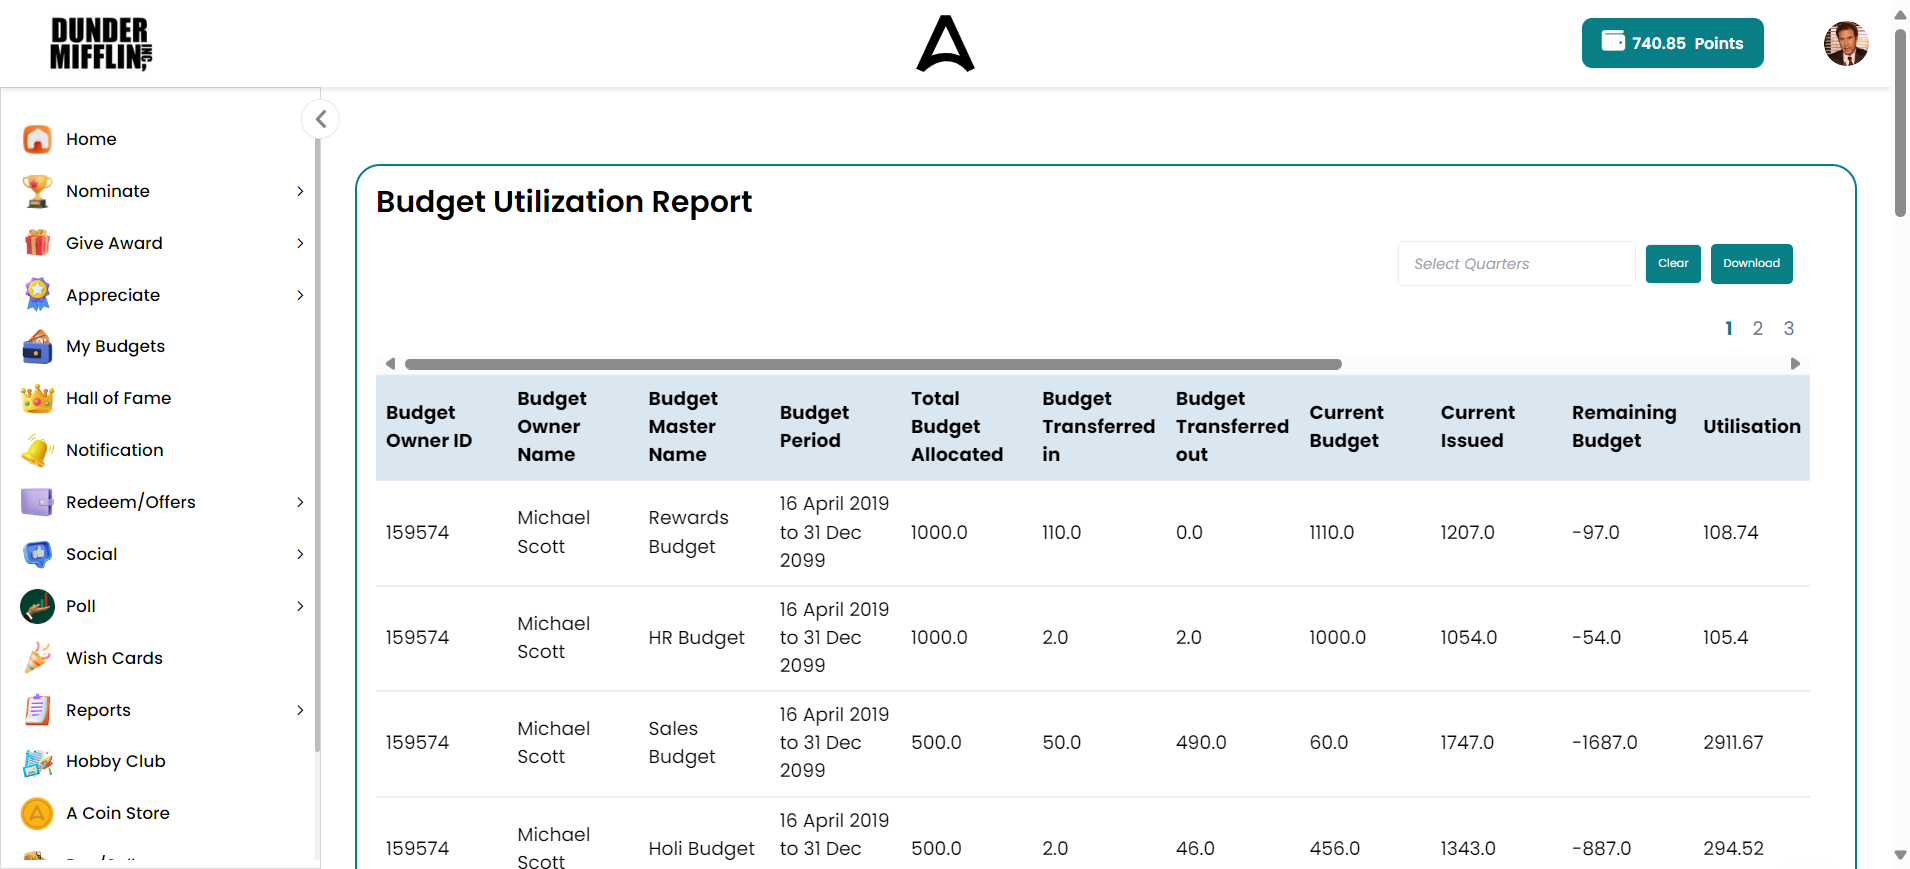 DUNDER
MIFFLIN INC,
740.85 Points
Home
Nominate
Give Award
Appreciate
My Budgets
Hall of Fame
Notification
Redeem/Offers
Social
Poll
Wish Cards
Reports
Hobby Club
A Coin Store
Budget Utilization Report
Select Quarters
Clear
Download
1 2 3
Budget Owner ID
Budget Owner Name
Budget Master Name
Budget Period
Total Budget Allocated
Budget Transferred in
Budget Transferred out
Current Budget
Current Issued
Remaining Budget
Utilisation
159574 Michael Scott Rewards Budget 16 April 2019 to 31 Dec 2099 1000.0 110.0 0.0 1110.0 1207.0 -97.0 108.74
159574 Michael Scott HR Budget 16 April 2019 to 31 Dec 2099 1000.0 2.0 2.0 1000.0 1054.0 -54.0 105.4
159574 Michael Scott Sales Budget 16 April 2019 to 31 Dec 2099 500.0 50.0 490.0 60.0 1747.0 -1687.0 2911.67
159574 Michael Scott Holi Budget 16 April 2019 to 31 Dec 500.0 2.0 46.0 456.0 1343.0 -887.0 294.52